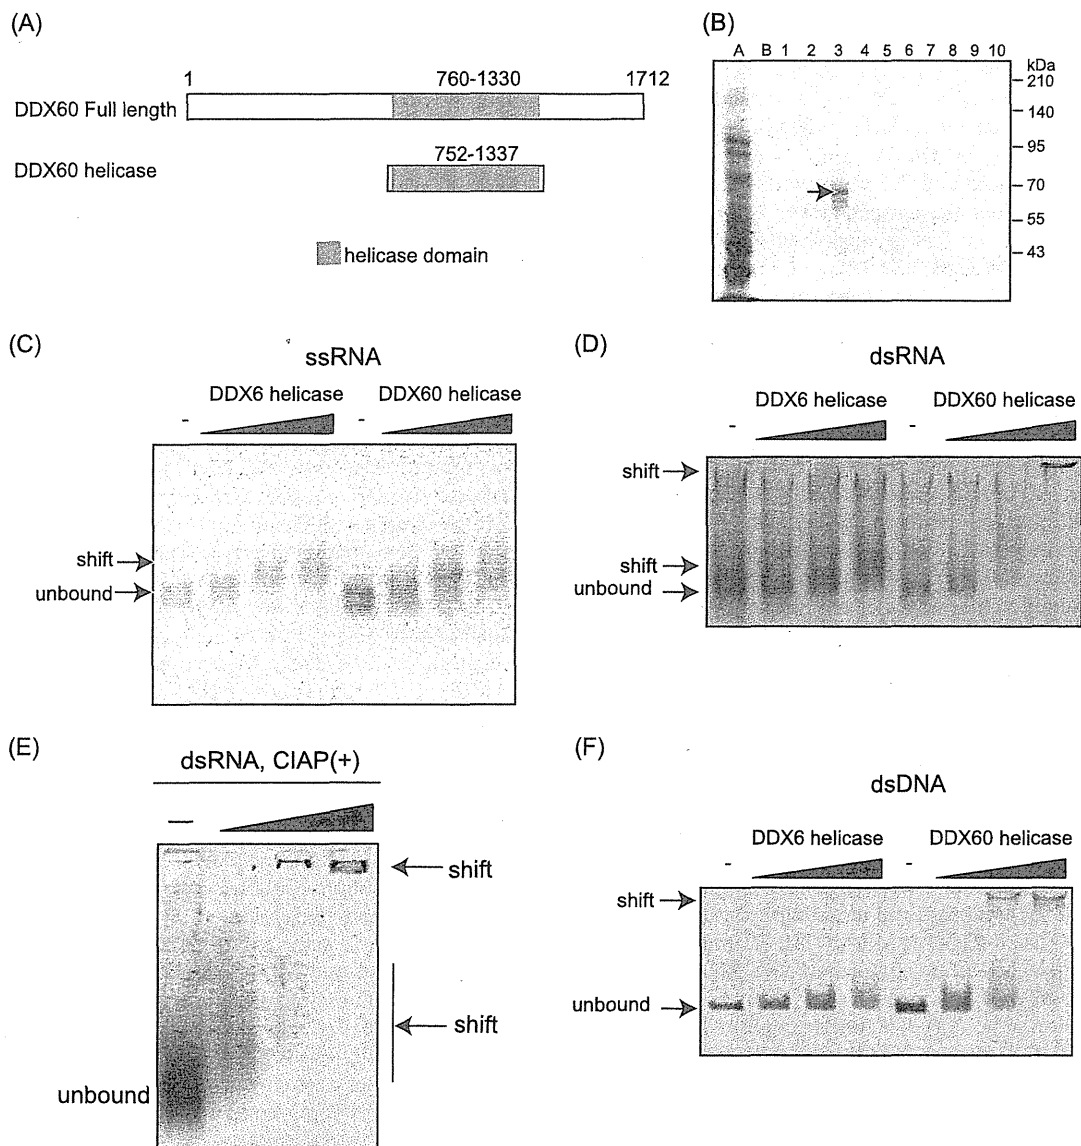 (A)
1 760-1330 1712
DDX60 Full length
752-1337
DDX60 helicase
helicase domain
(B)
A B 1 2 3 4 5 6 7 8 9 10
kDa
210
140
95
70
55
43
(C)
ssRNA
DDX6 helicase DDX60 helicase
- -
shift
unbound
(D)
dsRNA
DDX6 helicase DDX60 helicase
- -
shift
shift
unbound
(E)
dsRNA, CIAP(+)
—
shift
shift
unbound
(F)
dsDNA
DDX6 helicase DDX60 helicase
- -
shift
unbound